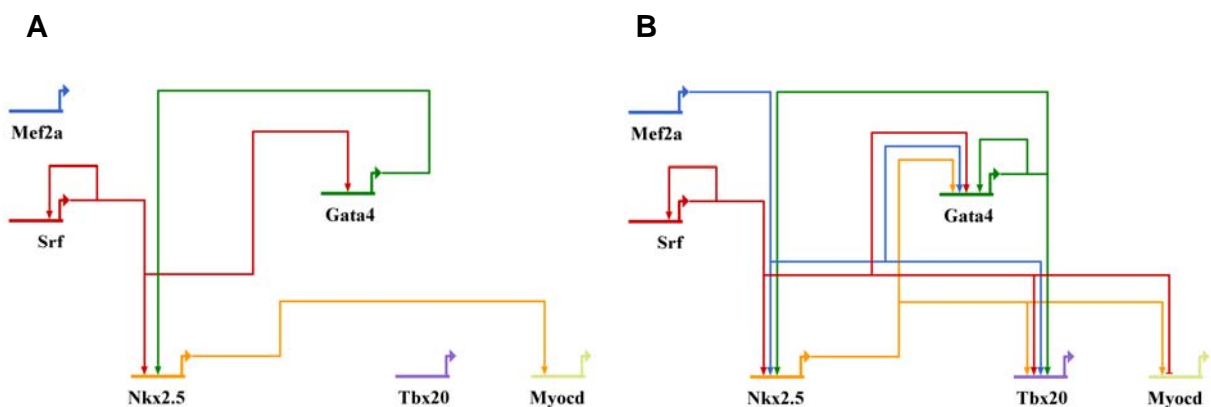 A
B
Mef2a
Mef2a
Srf
Gata4
Srf
Gata4
Nkx2.5
Tbx20
Myocd
Nkx2.5
Tbx20
Myocd